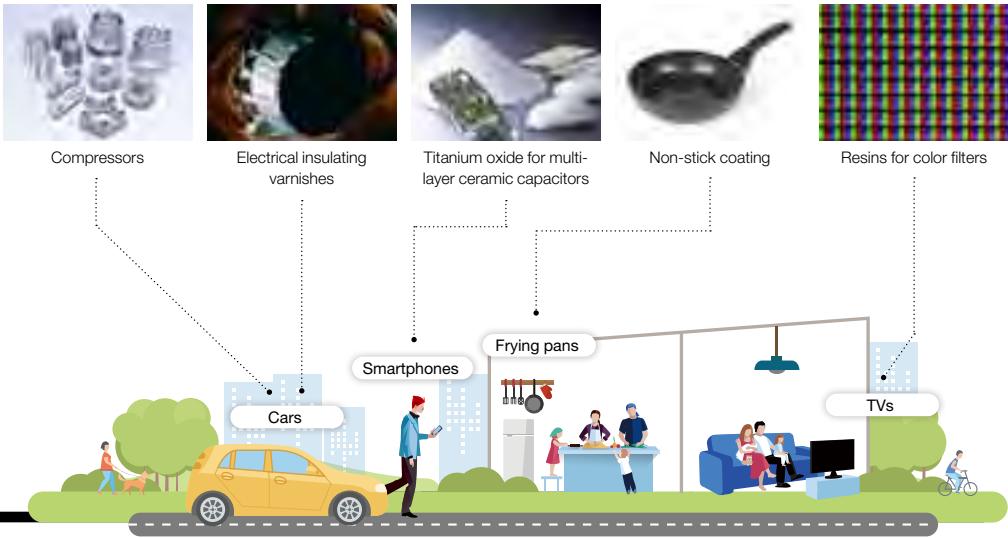 Compressors
Electrical insulating
varnishes
Titanium oxide for multi-
layer ceramic capacitors
Non-stick coating
Resins for color filters
Frying pans
Smartphones
TVs
Cars